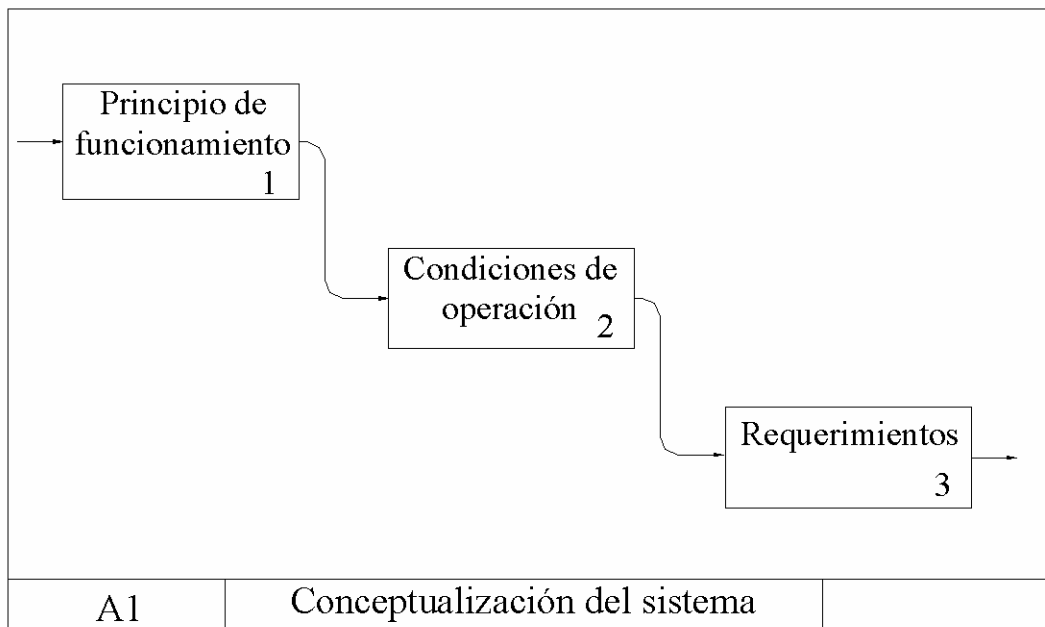 Principio de
funcionamiento
1
Condiciones de
operación
2
Requerimientos
3
A1
Conceptualización del sistema